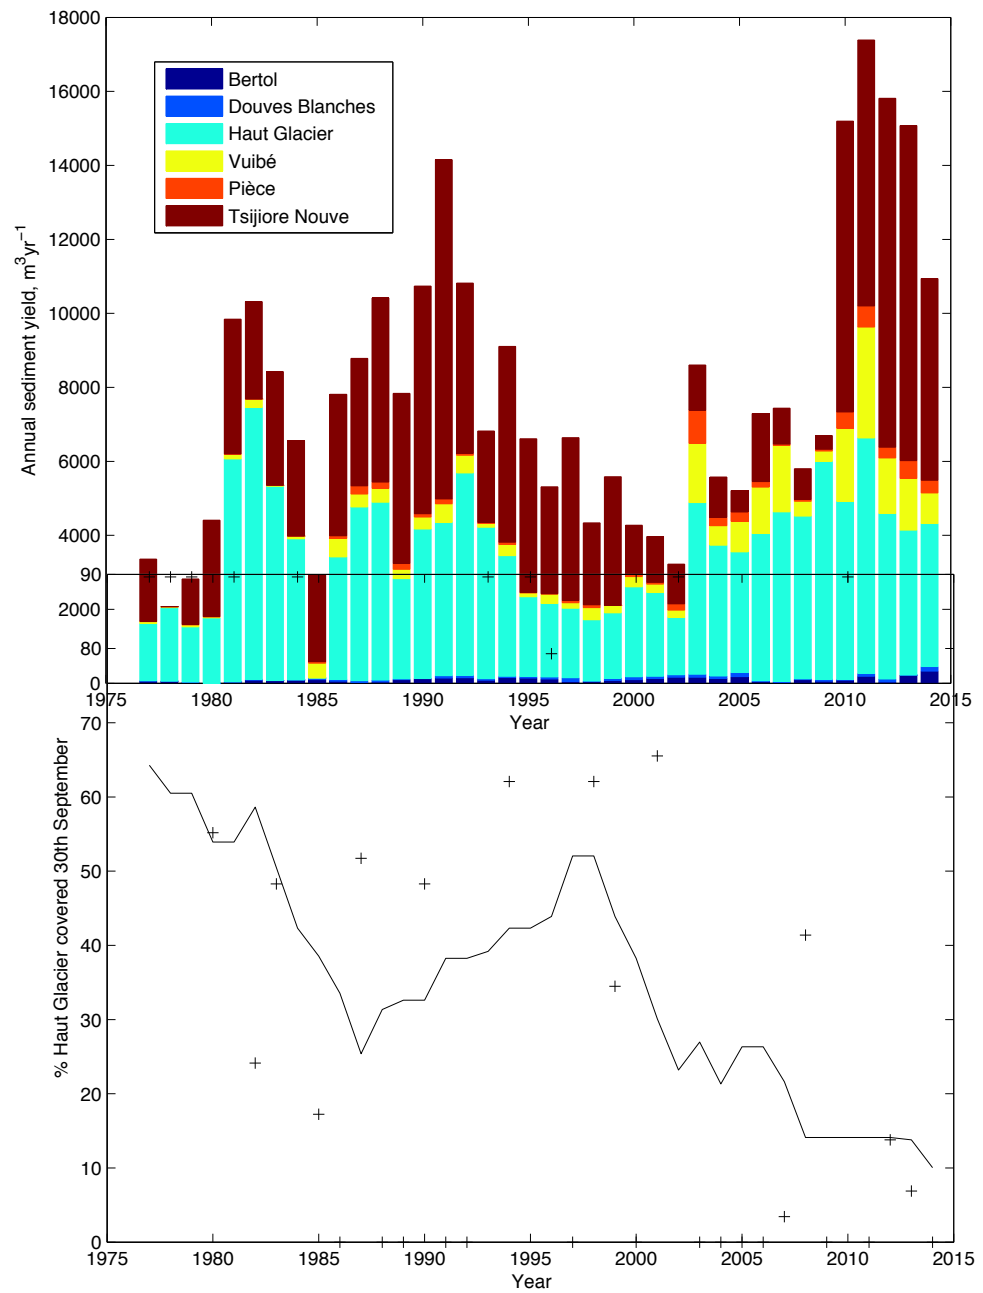 18000
16000
14000
12000
10000
8000
6000
4000
2000
0
Annual sediment yield, m³yr⁻¹
Bertol
Douves Blanches
Haut Glacier
Vuibé
Pièce
Tsijiore Nouve
1975 1980 1985 1990 1995 2000 2005 2010 2015
Year
90
80
70
60
50
40
30
20
10
0
% Haut Glacier covered 30th September
1975 1980 1985 1990 1995 2000 2005 2010 2015
Year